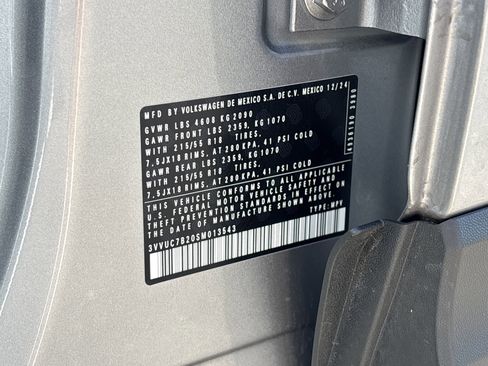 MFD BY VOLKSWAGEN DE MEXICO S.A. DE C.V. MEXICO 12/24
GVWR LBS 4608 KG 2090
GAWR FRONT LBS 2359, KG 1070
WITH 215/55 R18 TIRES,
7.5JX18 RIMS, AT 280KPA, 41 PSI COLD
GAWR REAR LBS 2359, KG 1070
WITH 215/55 R18 TIRES,
7.5JX18 RIMS, AT 280KPA, 41 PSI COLD
THIS VEHICLE CONFORMS TO ALL APPLICABLE
U.S. FEDERAL MOTOR VEHICLE SAFETY AND
THEFT PREVENTION STANDARDS IN EFFECT ON THE
DATE OF MANUFACTURE SHOWN ABOVE.
3VVUC7B20SM013543
TYPE: MPV